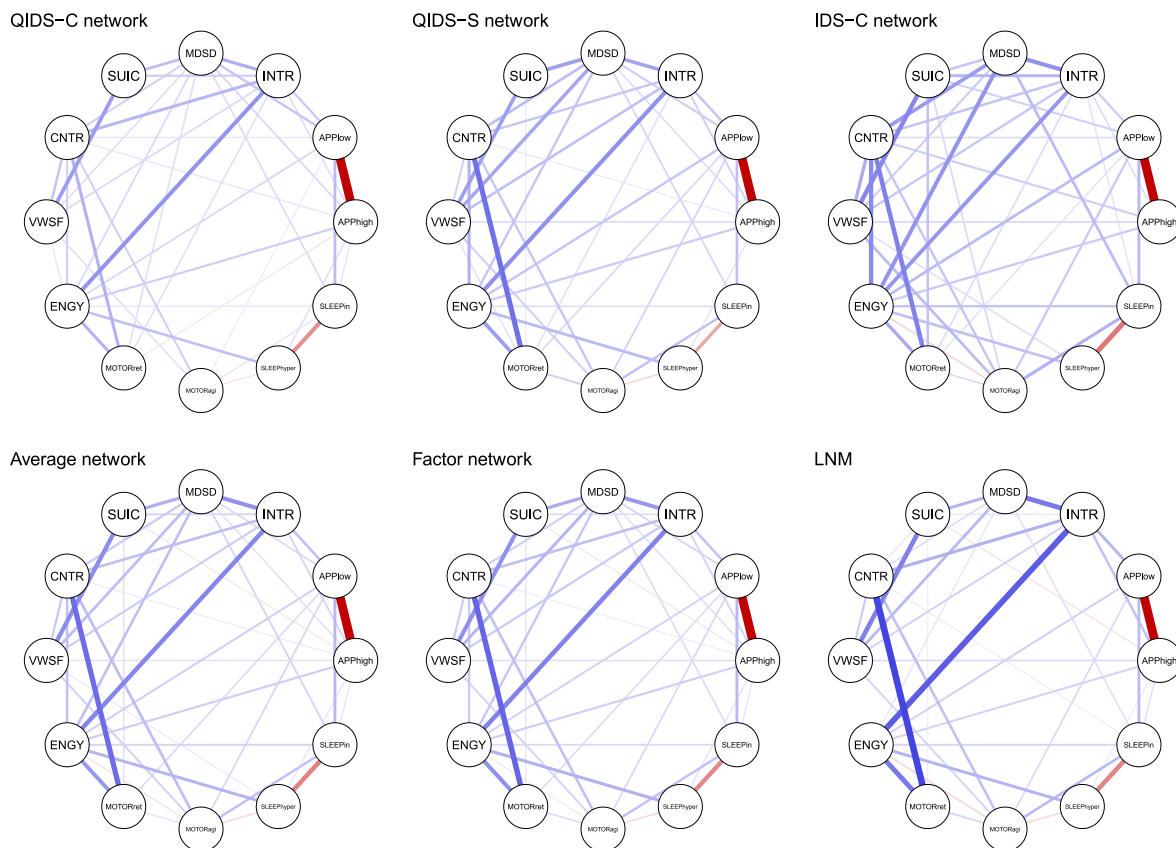 QIDS−C network
QIDS−S network
IDS−C network
MDSD
SUIC
INTR
CNTR
APPlow
VWSF
APPhigh
ENGY
SLEEPin
MOTORret
SLEEPhyper
MOTORagi
MDSD
SUIC
INTR
CNTR
APPlow
VWSF
APPhigh
ENGY
SLEEPin
MOTORret
SLEEPhyper
MOTORagi
MDSD
SUIC
INTR
CNTR
APPlow
VWSF
APPhigh
ENGY
SLEEPin
MOTORret
SLEEPhyper
MOTORagi
Average network
Factor network
LNM
MDSD
SUIC
INTR
CNTR
APPlow
VWSF
APPhigh
ENGY
SLEEPin
MOTORret
SLEEPhyper
MOTORagi
MDSD
SUIC
INTR
CNTR
APPlow
VWSF
APPhigh
ENGY
SLEEPin
MOTORret
SLEEPhyper
MOTORagi
MDSD
SUIC
INTR
CNTR
APPlow
VWSF
APPhigh
ENGY
SLEEPin
MOTORret
SLEEPhyper
MOTORagi